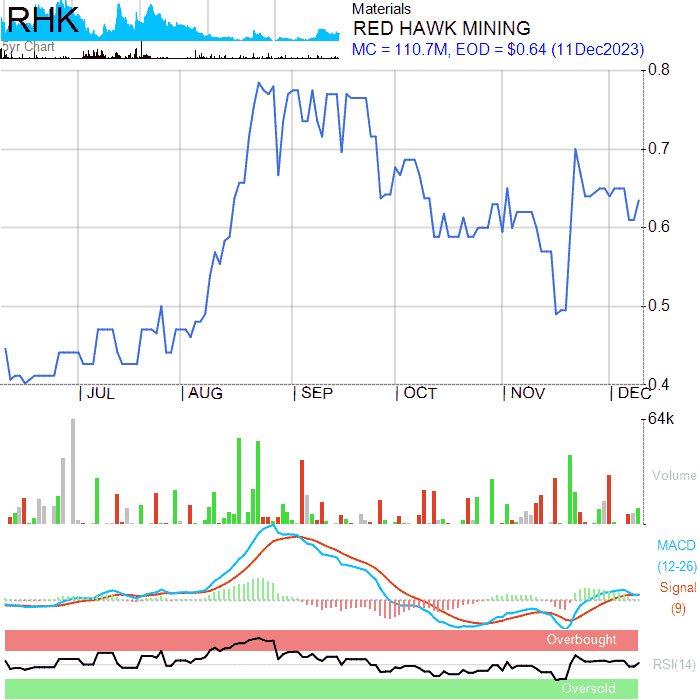 RHK
5yr Chart
Materials
RED HAWK MINING
MC = 110.7M, EOD = $0.64 (11Dec2023)
0.8
0.7
0.6
0.5
0.4
JUL
AUG
SEP
OCT
NOV
DEC
64k
Volume
MACD
(12-26)
Signal
(9)
Overbought
RSI(14)
Oversold